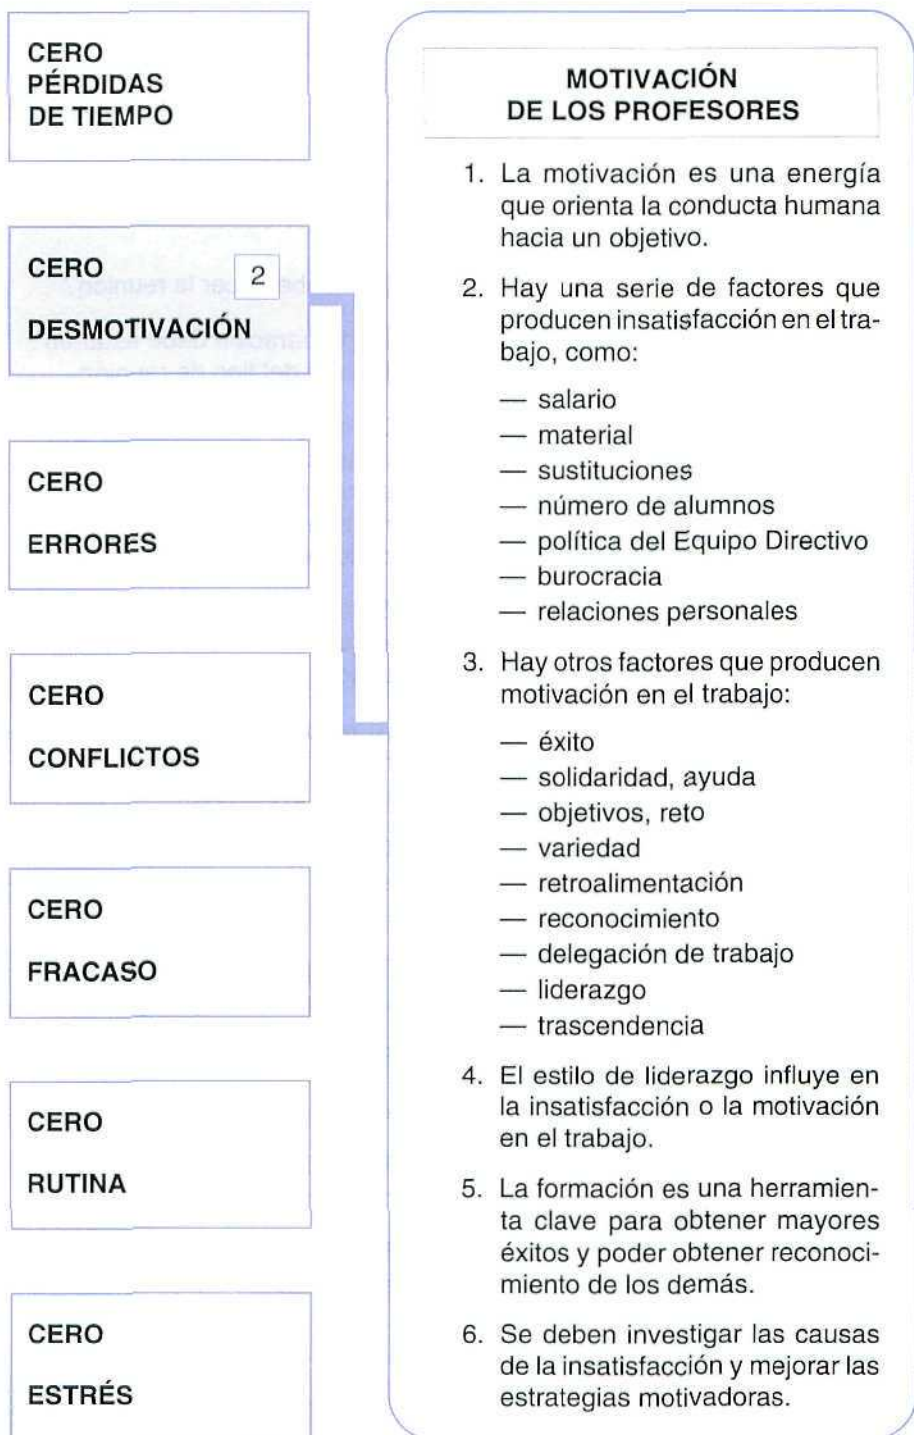 CERO
PÉRDIDAS
DE TIEMPO
CERO
2
DESMOTIVACIÓN
CERO
ERRORES
CERO
CONFLICTOS
CERO
FRACASO
CERO
RUTINA
CERO
ESTRÉS
MOTIVACIÓN
DE LOS PROFESORES
1. La motivación es una energía
que orienta la conducta humana
hacia un objetivo.
2. Hay una serie de factores que
producen insatisfacción en el tra-
bajo, como:
— salario
— material
— sustituciones
— número de alumnos
— política del Equipo Directivo
— burocracia
— relaciones personales
3. Hay otros factores que producen
motivación en el trabajo:
— éxito
— solidaridad, ayuda
— objetivos, reto
— variedad
— retroalimentación
— reconocimiento
— delegación de trabajo
— liderazgo
— trascendencia
4. El estilo de liderazgo influye en
la insatisfacción o la motivación
en el trabajo.
5. La formación es una herramien-
ta clave para obtener mayores
éxitos y poder obtener reconoci-
miento de los demás.
6. Se deben investigar las causas
de la insatisfacción y mejorar las
estrategias motivadoras.